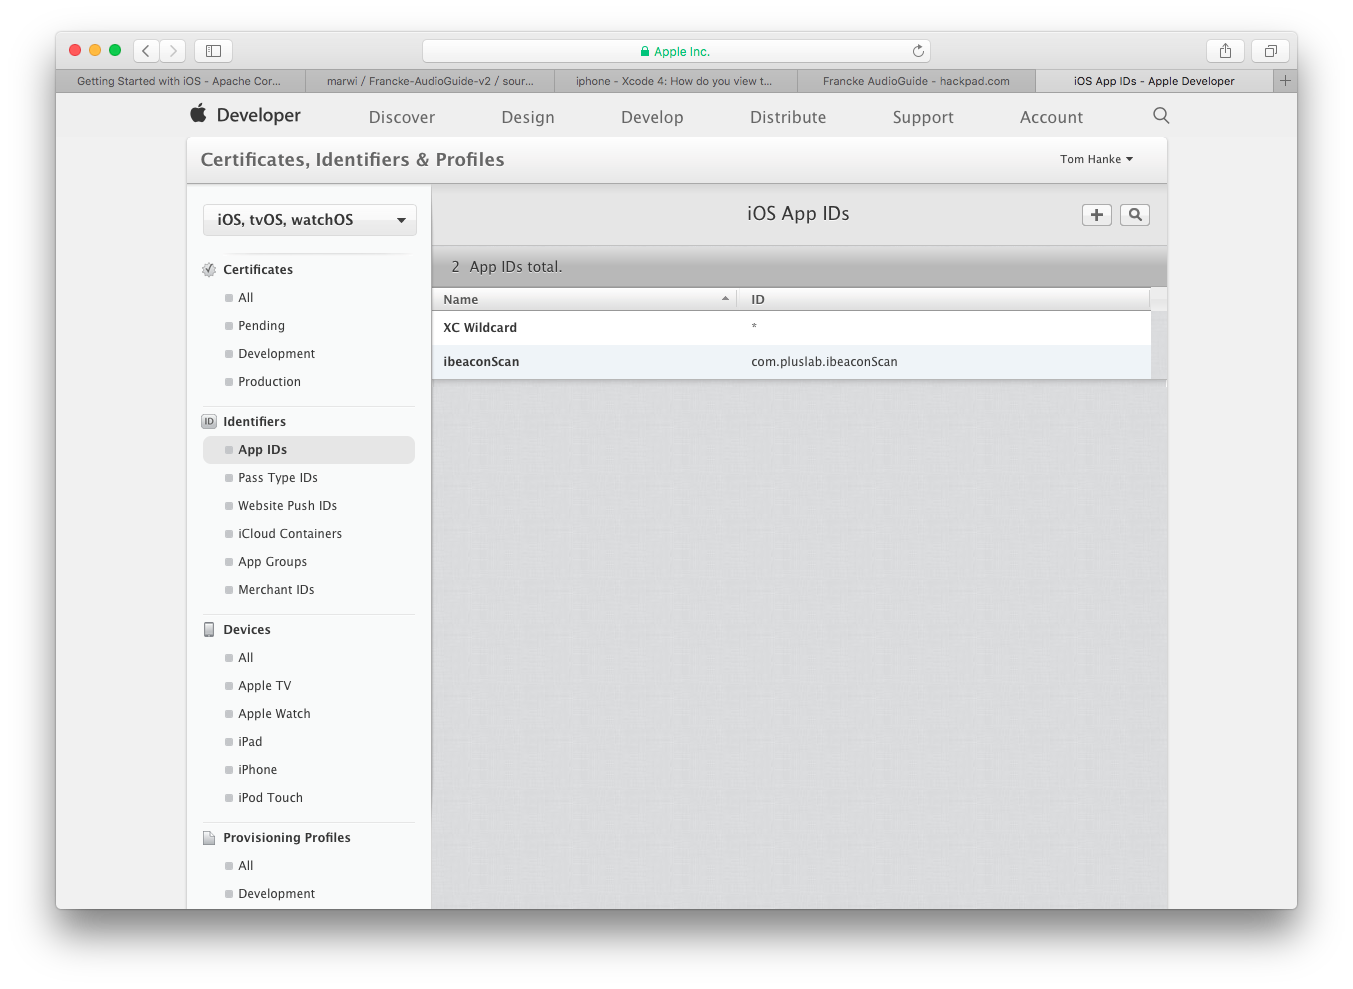 Apple Inc.
Getting Started with iOS - Apache Cor...
marwi / Francke-AudioGuide-v2 / sour...
iphone - Xcode 4: How do you view t...
Francke AudioGuide - hackpad.com
iOS App IDs - Apple Developer
Developer
Discover
Design
Develop
Distribute
Support
Account
Certificates, Identifiers & Profiles
Tom Hanke
iOS, tvOS, watchOS
Certificates
All
Pending
Development
Production
ID Identifiers
App IDs
Pass Type IDs
Website Push IDs
iCloud Containers
App Groups
Merchant IDs
Devices
All
Apple TV
Apple Watch
iPad
iPhone
iPod Touch
Provisioning Profiles
All
Development
iOS App IDs
2 App IDs total.
Name ID
XC Wildcard *
ibeaconScan com.pluslab.ibeaconScan